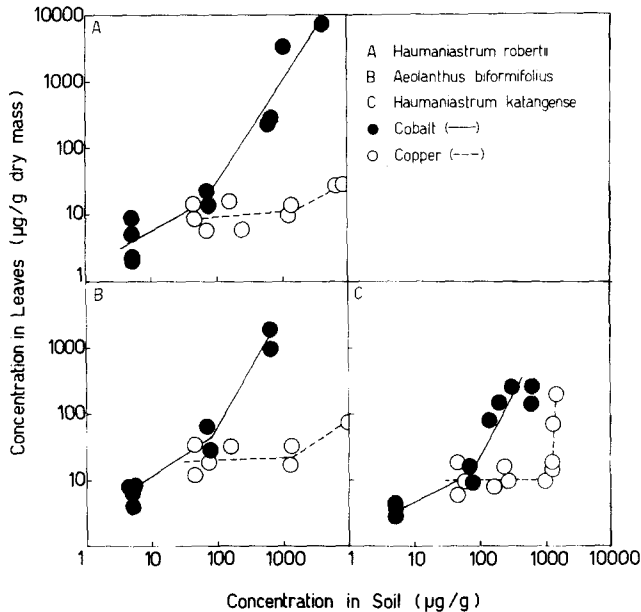 A
10000
1000
100
10
1
A Haumaniastrum robertii
B Aeolanthus biformifolius
C Haumaniastrum katangense
● Cobalt (——)
○ Copper (---)
Concentration in Leaves (µg/g dry mass)
B
1000
100
10
1
C
1 10 100 1000 1 10 100 1000 10000
Concentration in Soil (µg/g)